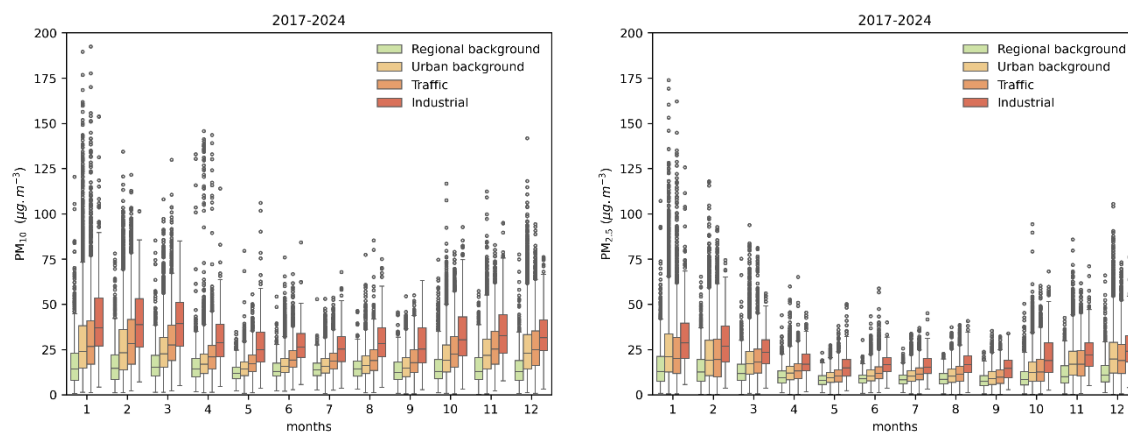 2017-2024
200
175
150
125
100
75
50
25
0
PM10 (μg.m−3)
Regional background
Urban background
Traffic
Industrial
1 2 3 4 5 6 7 8 9 10 11 12
months
2017-2024
200
175
150
125
100
75
50
25
0
PM2.5 (μg.m−3)
Regional background
Urban background
Traffic
Industrial
1 2 3 4 5 6 7 8 9 10 11 12
months